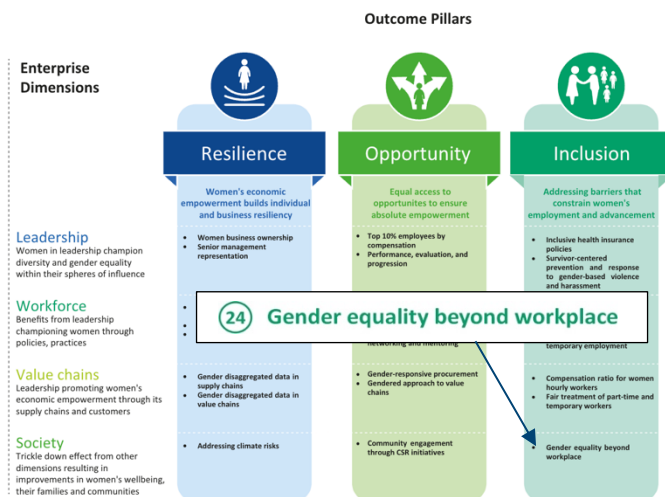 Outcome Pillars
Enterprise
Dimensions
Resilience
Opportunity
Inclusion
Women's economic
empowerment builds individual
and business resiliency
Equal access to
opportunites to ensure
absolute empowerment
Addressing barriers that
constrain women's
employment and advancement
Leadership
Women in leadership champion
diversity and gender equality
within their spheres of influence
• Women business ownership
• Senior management
representation
• Top 10% employees by
compensation
• Performance, evaluation, and
progression
• Inclusive health insurance
policies
• Survivor-centered
prevention and response
to gender-based violence
and harassment
Workforce
Benefits from leadership
championing women through
policies, practices
24 Gender equality beyond workplace
networking and mentoring
temporary employment
Value chains
Leadership promoting women's
economic empowerment through its
supply chains and customers
• Gender disaggregated data in
supply chains
• Gender disaggregated data in
value chains
• Gender-responsive procurement
• Gendered approach to value
chains
• Compensation ratio for women
hourly workers
• Fair treatment of part-time and
temporary workers
Society
Trickle down effect from other
dimensions resulting in
improvements in women's wellbeing,
their families and communities
• Addressing climate risks
• Community engagement
through CSR initiatives
• Gender equality beyond
workplace